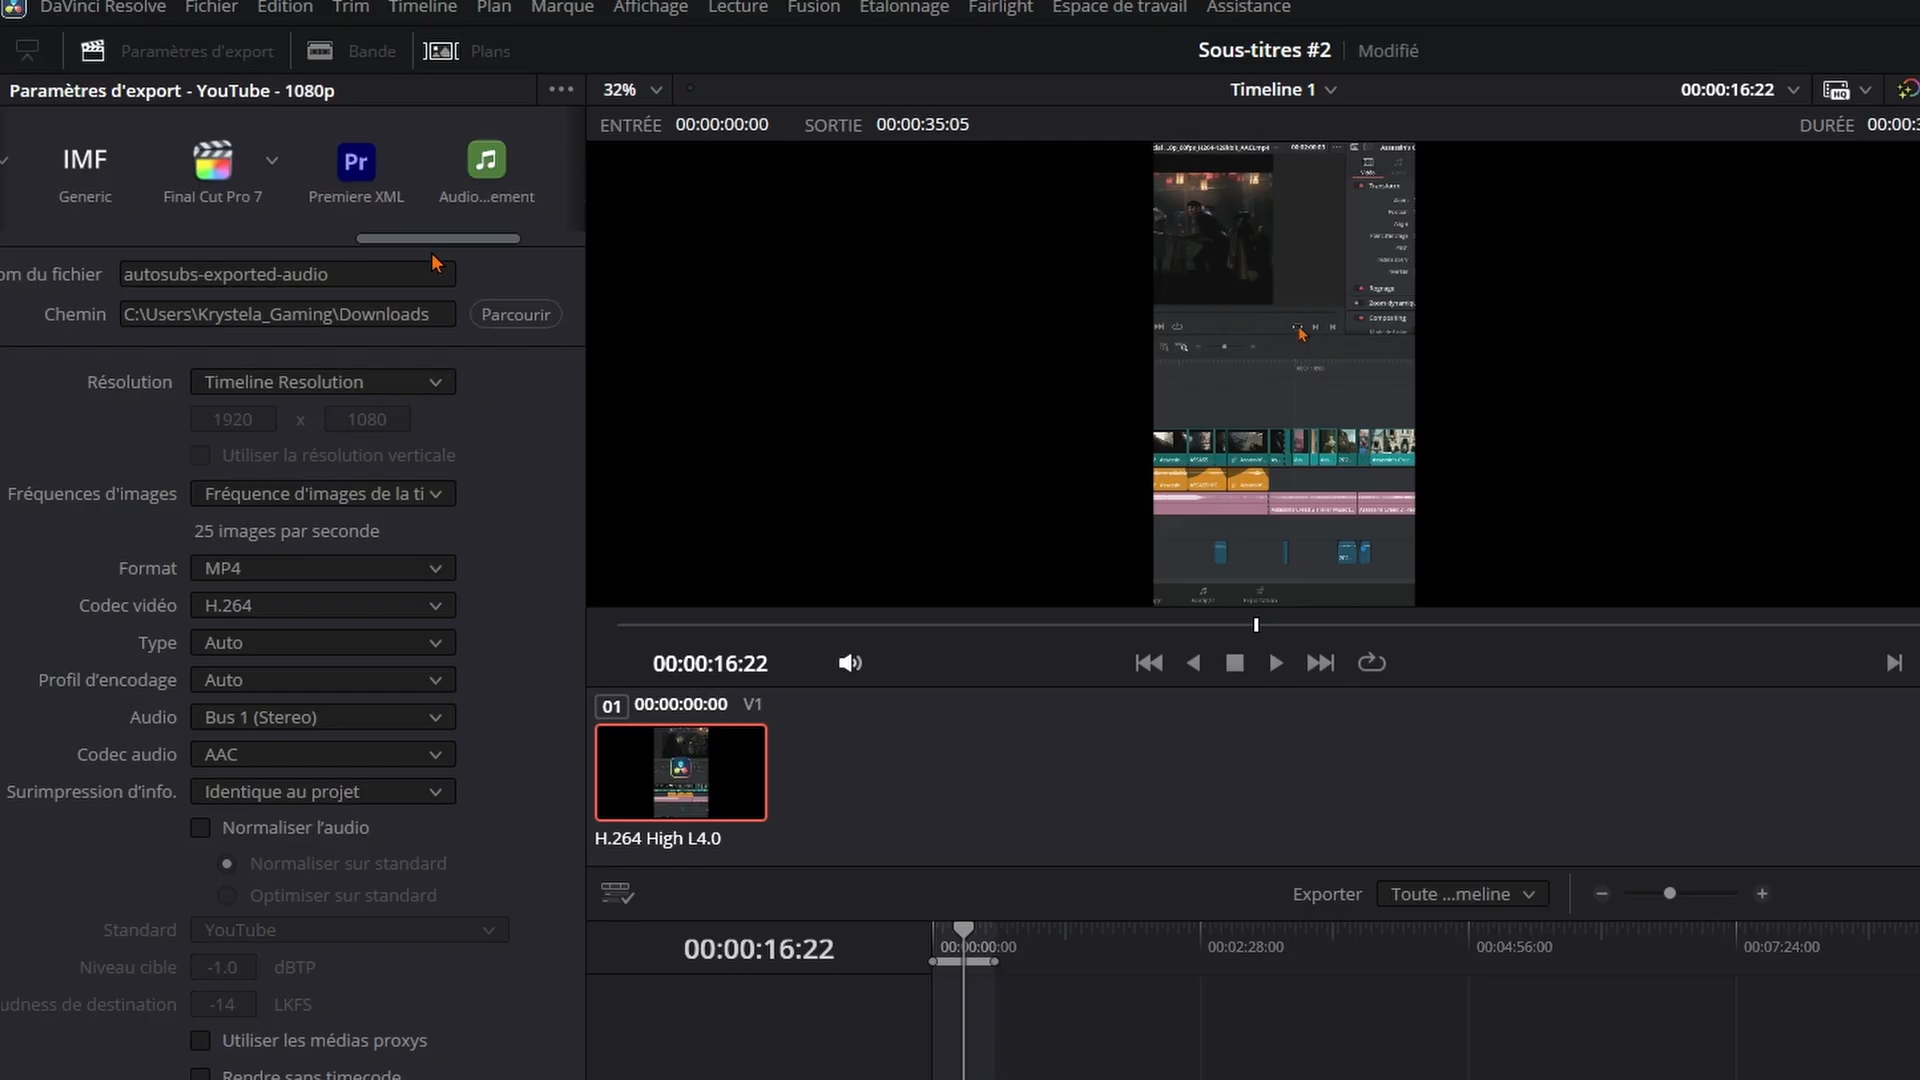 DaVinci Resolve Fichier Edition Trim Timeline Plan Marque Affichage Lecture Fusion Etalonnage Fairlight Espace de travail Assistance
Paramètres d'export Bande Plans Sous-titres #2 Modifié
Paramètres d'export - YouTube - 1080p 32% Timeline 1 00:00:16:22
ENTRÉE 00:00:00:00 SORTIE 00:00:35:05 DURÉE 00:00:3
IMF Pr
Generic Final Cut Pro 7 Premiere XML Audio...ement
om du fichier autosubs-exported-audio
Chemin C:\Users\Krystela_Gaming\Downloads Parcourir
Résolution Timeline Resolution
1920 x 1080
Utiliser la résolution verticale
Fréquences d'images Fréquence d'images de la ti
25 images par seconde
Format MP4
Codec vidéo H.264
Type Auto
Profil d'encodage Auto
Audio Bus 1 (Stereo)
Codec audio AAC
Surimpression d'info. Identique au projet
Normaliser l'audio
Normaliser sur standard
Optimiser sur standard
Standard YouTube
Niveau cible -1.0 dBTP
udness de destination -14 LKFS
Utiliser les médias proxys
Rendre sans timecode
Transform
Rognage
Zoom dynamiq
Compositing
00:00:16:22
01 00:00:00:00 V1
H.264 High L4.0
Exporter Toute ...meline
00:00:16:22 00:00:00:00 00:02:28:00 00:04:56:00 00:07:24:00